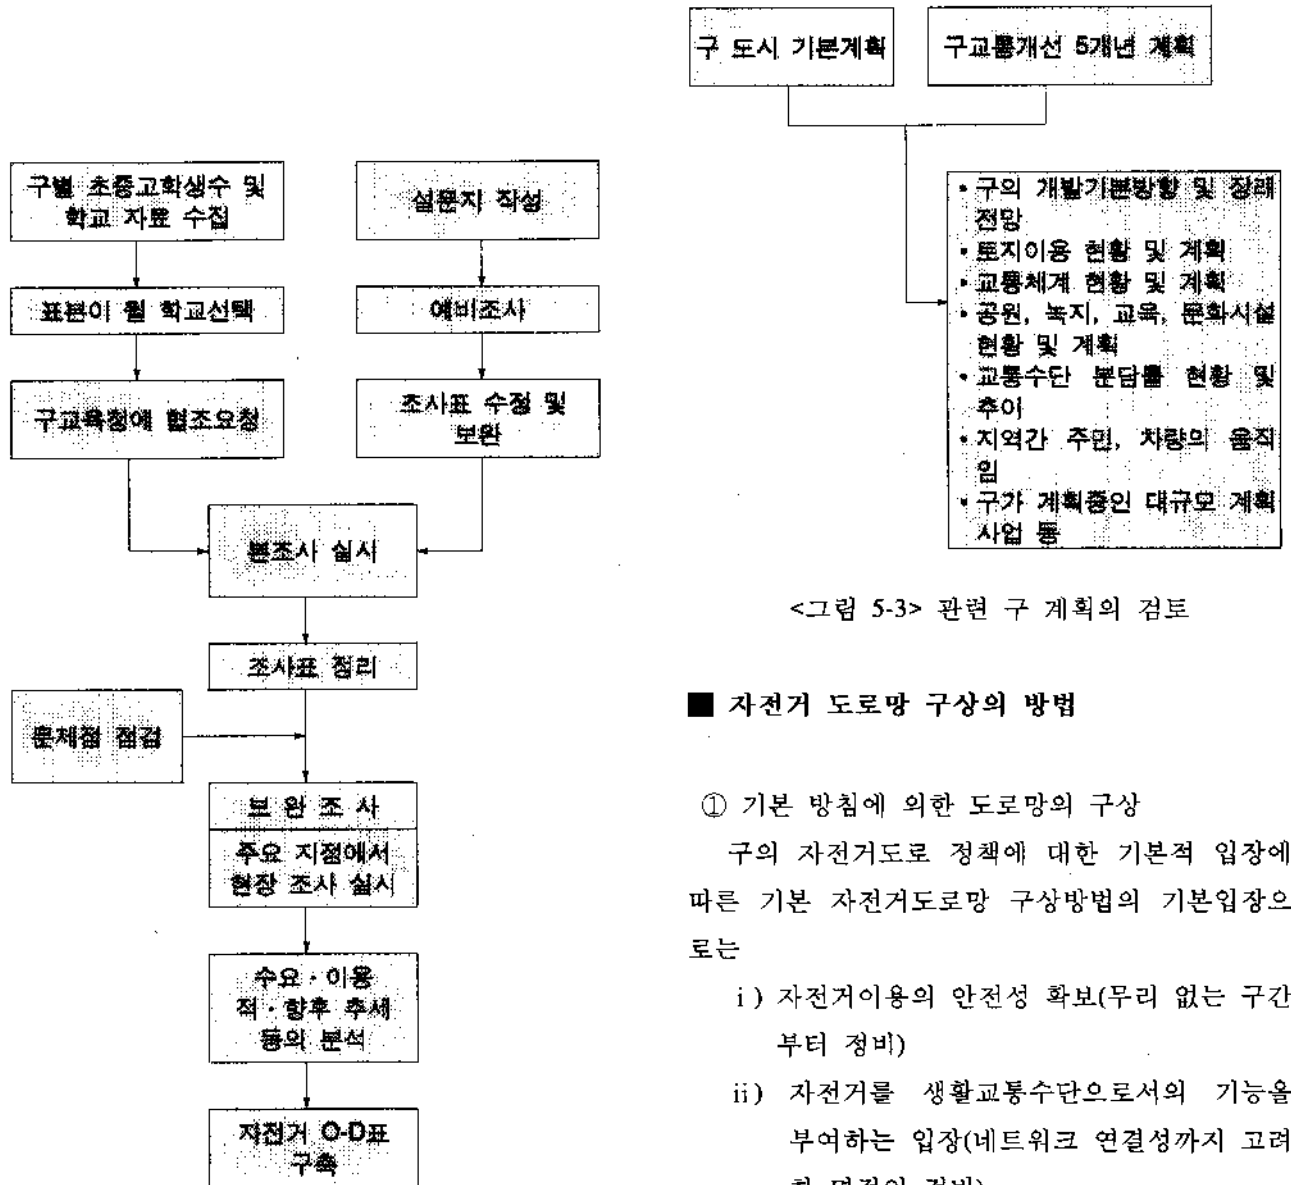 구별 초중고학생수 및
학교 자료 수집
설문지 작성
표본이 될 학교선택
예비조사
구교육청에 협조요청
조사표 수정 및
보완
본조사 실시
조사표 정리
문제점 점검
보 완 조 사
주요 지점에서
현장 조사 실시
수요 · 이용
적 · 향후 추세
등의 분석
자전거 O-D표
구축
구 도시 기본계획
구교통개선 5개년 계획
• 구의 개발기본방향 및 장래
전망
• 토지이용 현황 및 계획
• 교통체계 현황 및 계획
• 공원, 녹지, 교육, 문화시설
현황 및 계획
• 교통수단 분담률 현황 및
추이
• 지역간 주민, 차량의 움직
임
• 구가 계획중인 대규모 계획
사업 등
<그림 5-3> 관련 구 계획의 검토
■ 자전거 도로망 구상의 방법
① 기본 방침에 의한 도로망의 구상
구의 자전거도로 정책에 대한 기본적 입장에
따른 기본 자전거도로망 구상방법의 기본입장으
로는
i ) 자전거이용의 안전성 확보(무리 없는 구간
부터 정비)
ii ) 자전거를 생활교통수단으로서의 기능을
부여하는 입장(네트워크 연결성까지 고려